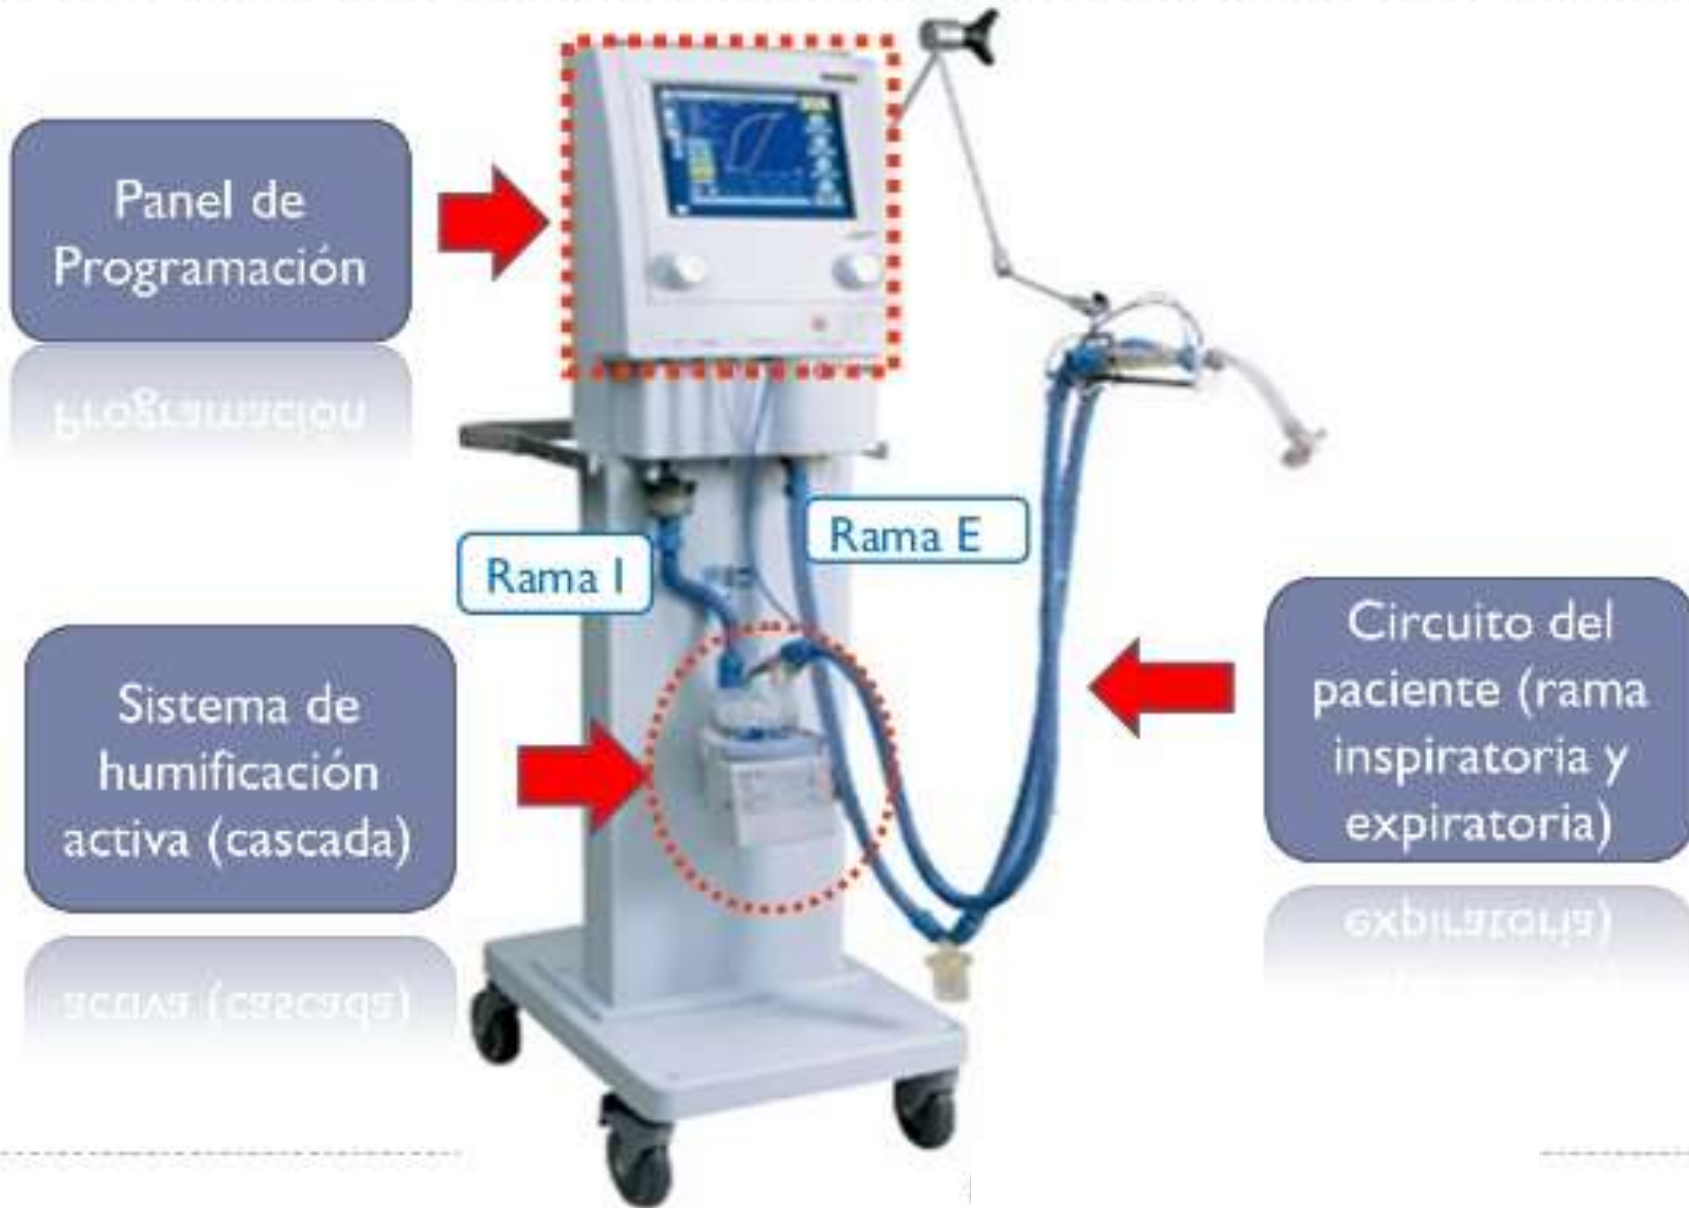 Panel de
Programación
Rama I
Rama E
Sistema de
humificación
activa (cascada)
Circuito del
paciente (rama
inspiratoria y
expiratoria)